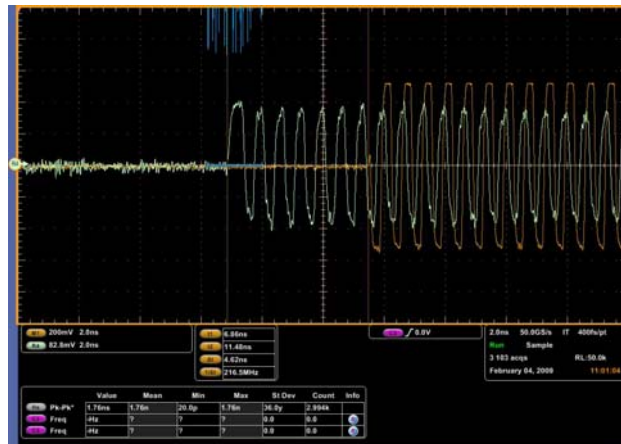 200mV 2.0ns
82.8mV 2.0ns
6.86ns
11.48ns
4.62ns
216.5MHz
0.0V
2.0ns 50.0GS/s IT 400fs/pt
Run Sample
3 103 acqs RL:50.0k
February 04, 2008 11:01:04
Value Mean Min Max St Dev Count Info
Pk-Pk* 1.76ns 1.76n 20.0p 1.76n 36.0y 2.994k
Freq -Hz ? ? ? 0.0 0.0
Freq -Hz ? ? ? 0.0 0.0